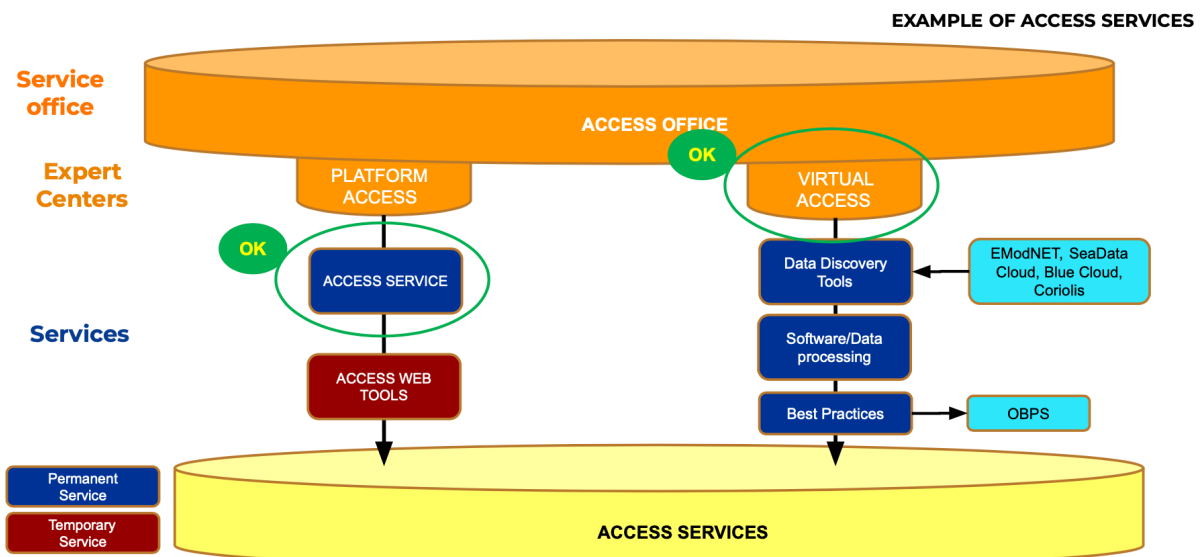 EXAMPLE OF ACCESS SERVICES
Service
office
ACCESS OFFICE
OK
Expert
Centers
PLATFORM
ACCESS
VIRTUAL
ACCESS
OK
ACCESS SERVICE
Data Discovery
Tools
EModNET, SeaData
Cloud, Blue Cloud,
Coriolis
Services
Software/Data
processing
ACCESS WEB
TOOLS
Best Practices
OBPS
Permanent
Service
Temporary
Service
ACCESS SERVICES